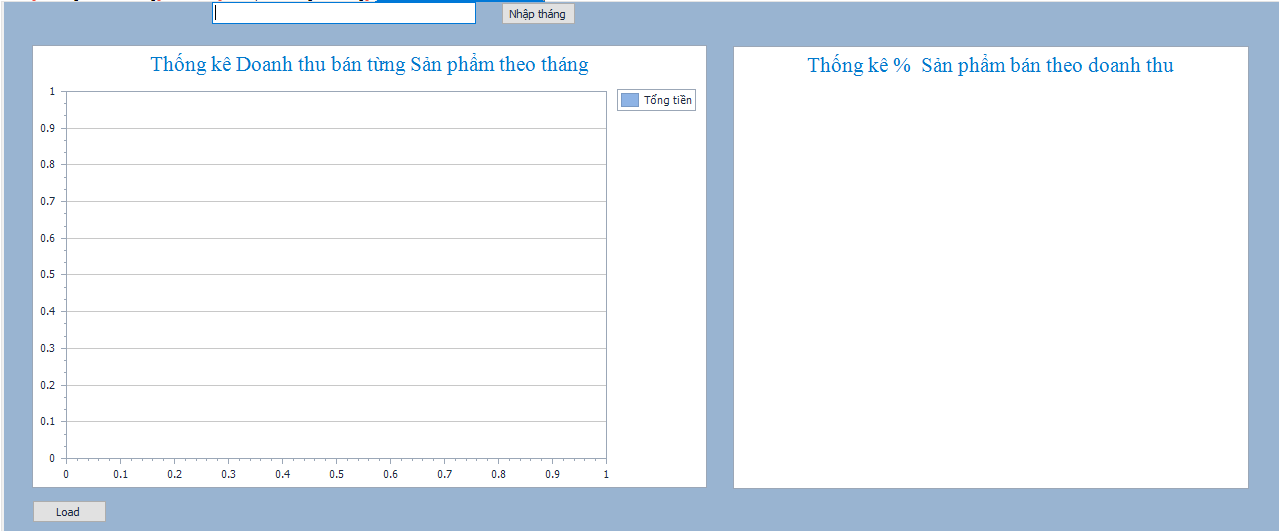 Nhập tháng
Thống kê Doanh thu bán từng Sản phẩm theo tháng
Tổng tiền
1
0.9
0.8
0.7
0.6
0.5
0.4
0.3
0.2
0.1
0
0 0.1 0.2 0.3 0.4 0.5 0.6 0.7 0.8 0.9 1
Thống kê % Sản phẩm bán theo doanh thu
Load